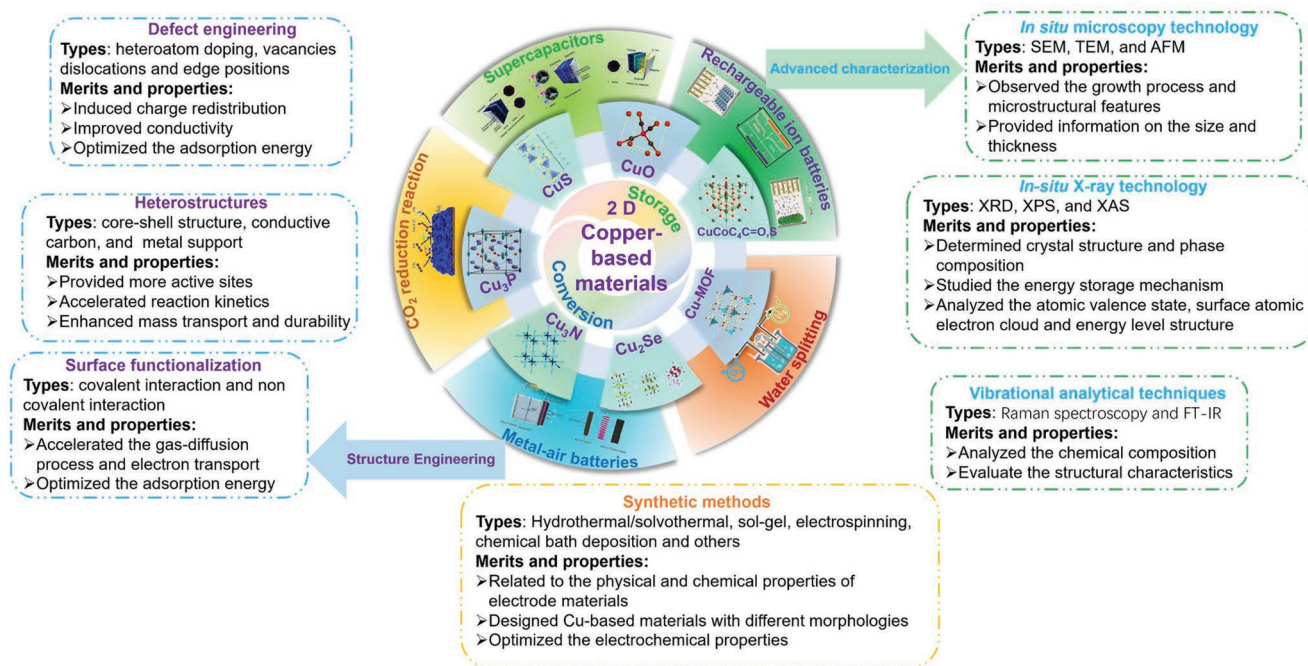 Defect engineering
Types: heteroatom doping, vacancies
dislocations and edge positions
Merits and properties:
➢Induced charge redistribution
➢Improved conductivity
➢Optimized the adsorption energy
Heterostructures
Types: core-shell structure, conductive
carbon, and metal support
Merits and properties:
➢Provided more active sites
➢Accelerated reaction kinetics
➢Enhanced mass transport and durability
Surface functionalization
Types: covalent interaction and non
covalent interaction
Merits and properties:
➢Accelerated the gas-diffusion
process and electron transport
➢Optimized the adsorption energy
Structure Engineering
Supercapacitors
Rechargeable ion batteries
Water splitting
Metal-air batteries
CO₂ reduction reaction
CuS
CuO
CuCoC₄C=O,S
Cu-MOF
Cu₂Se
Cu₃N
Cu₃P
Storage
2 D
Copper-
based
materials
Conversion
Advanced characterization
In situ microscopy technology
Types: SEM, TEM, and AFM
Merits and properties:
➢Observed the growth process and
microstructural features
➢Provided information on the size and
thickness
In-situ X-ray technology
Types: XRD, XPS, and XAS
Merits and properties:
➢Determined crystal structure and phase
composition
➢Studied the energy storage mechanism
➢Analyzed the atomic valence state, surface atomic
electron cloud and energy level structure
Vibrational analytical techniques
Types: Raman spectroscopy and FT-IR
Merits and properties:
➢Analyzed the chemical composition
➢Evaluate the structural characteristics
Synthetic methods
Types: Hydrothermal/solvothermal, sol-gel, electrospinning,
chemical bath deposition and others
Merits and properties:
➢Related to the physical and chemical properties of
electrode materials
➢Designed Cu-based materials with different morphologies
➢Optimized the electrochemical properties